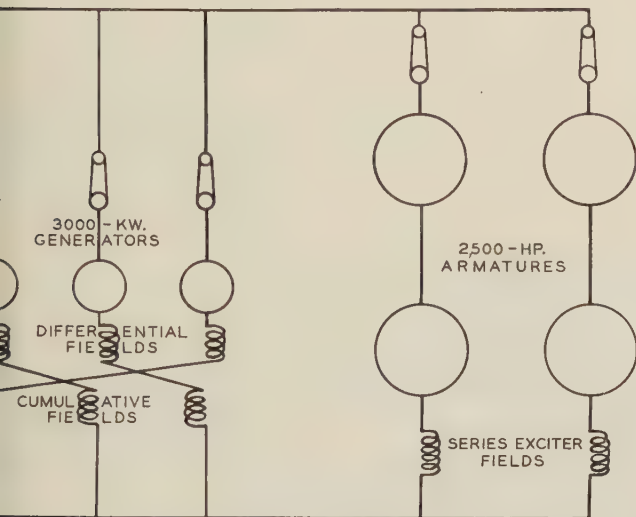 3000-KW.
GENERATORS
DIFFERENTIAL
FIELDS
CUMULATIVE
FIELDS
2,500-HP.
ARMATURES
SERIES EXCITER
FIELDS